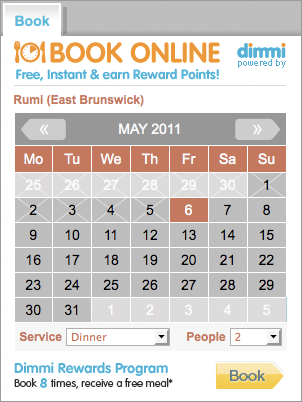 Book
BOOK ONLINE
dimmi
powered by
Free, Instant & earn Reward Points!
Rumi (East Brunswick)
« MAY 2011 »
Mo Tu We Th Fr Sa Su
25 26 27 28 29 30 1
2 3 4 5 6 7 8
9 10 11 12 13 14 15
16 17 18 19 20 21 22
23 24 25 26 27 28 29
30 31 1 2 3 4 5
Service Dinner People 2
Dimmi Rewards Program
Book 8 times, receive a free meal*
Book